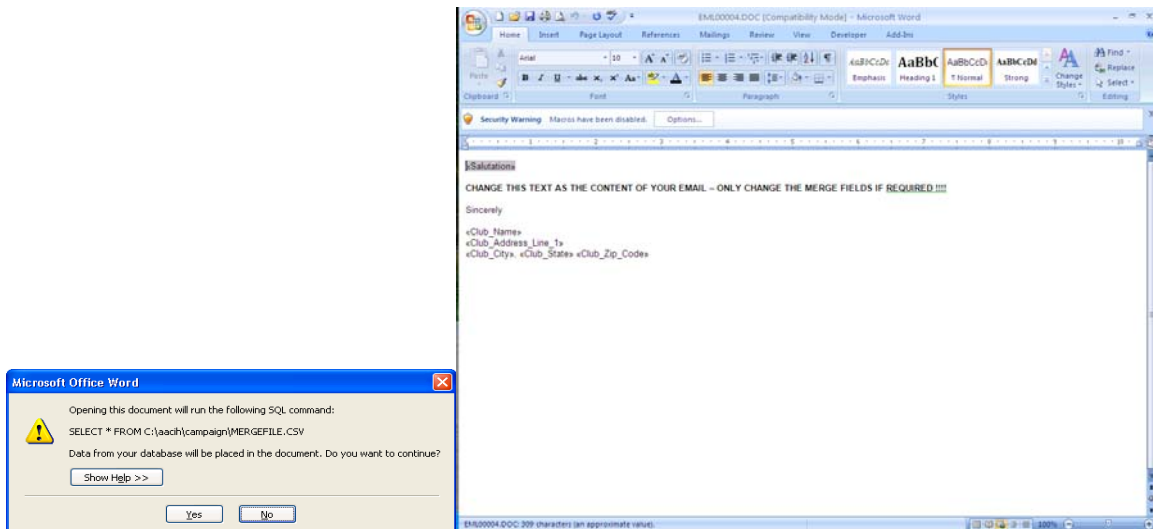 Microsoft Office Word
Opening this document will run the following SQL command:
SELECT * FROM C:\aacih\campaign\MERGEFILE.CSV
Data from your database will be placed in the document. Do you want to continue?
Show Help >>
Yes No
EML00004.DOC [Compatibility Mode] - Microsoft Word
Home Insert Page Layout References Mailings Review View Developer Add-Ins
Arial 10
AaBbCcDc AaBbC AaBbCcD AaBbCcDd
Find
Replace
Select
Paste
Emphasis Heading 1 ¶ Normal Strong
Change Styles
Clipboard Font Paragraph Styles Editing
Security Warning Macros have been disabled. Options...
«Salutation»
CHANGE THIS TEXT AS THE CONTENT OF YOUR EMAIL – ONLY CHANGE THE MERGE FIELDS IF REQUIRED !!!!
Sincerely
«Club_Name»
«Club_Address_Line_1»
«Club_City», «Club_State» «Club_Zip_Code»
EML00004.DOC: 309 characters (an approximate value). 100%